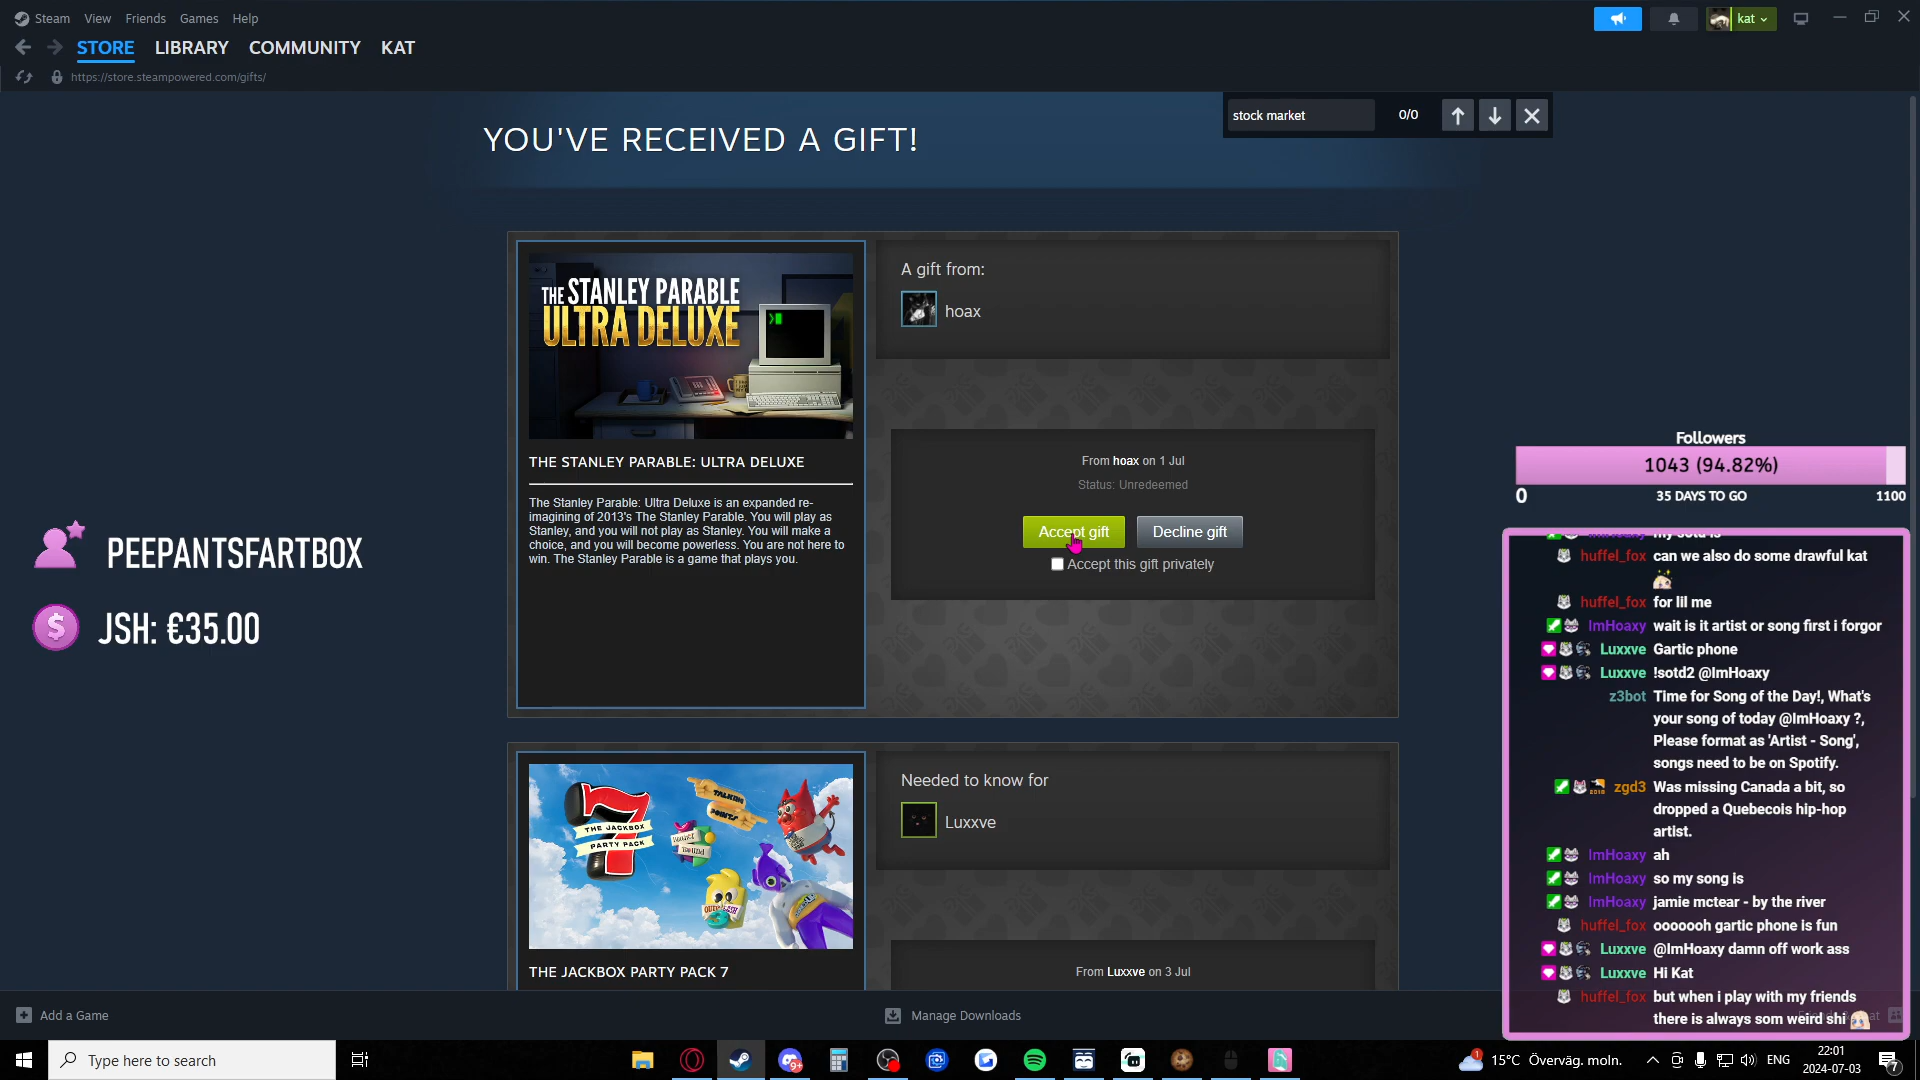 Steam View Friends Games Help
kat
STORE LIBRARY COMMUNITY KAT
https://store.steampowered.com/gifts/
stock market 0/0
YOU'VE RECEIVED A GIFT!
THE STANLEY PARABLE
ULTRA DELUXE
THE STANLEY PARABLE: ULTRA DELUXE
The Stanley Parable: Ultra Deluxe is an expanded re-
imagining of 2013's The Stanley Parable. You will play as
Stanley, and you will not play as Stanley. You will make a
choice, and you will become powerless. You are not here to
win. The Stanley Parable is a game that plays you.
A gift from:
hoax
From hoax on 1 Jul
Status: Unredeemed
Accept gift Decline gift
Accept this gift privately
7
THE JACKBOX
PARTY PACK
TALKING
POINTS
THE JACKBOX PARTY PACK 7
Needed to know for
Luxxve
From Luxxve on 3 Jul
PEEPANTSFARTBOX
$ JSH: €35.00
Followers
1043 (94.82%)
0 35 DAYS TO GO 1100
huffel_fox can we also do some drawful kat
huffel_fox for lil me
ImHoaxy wait is it artist or song first i forgor
Luxxve Gartic phone
Luxxve !sotd2 @ImHoaxy
z3bot Time for Song of the Day!, What's
your song of today @ImHoaxy ?,
Please format as 'Artist - Song',
songs need to be on Spotify.
zgd3 Was missing Canada a bit, so
dropped a Quebecois hip-hop
artist.
ImHoaxy ah
ImHoaxy so my song is
ImHoaxy jamie mctear - by the river
huffel_fox ooooooh gartic phone is fun
Luxxve @ImHoaxy damn off work ass
Luxxve Hi Kat
huffel_fox but when i play with my friends
there is always som weird shi
Add a Game
Manage Downloads
Type here to search
9+
1
15°C Överväg. moln.
ENG
22:01
2024-07-03
7